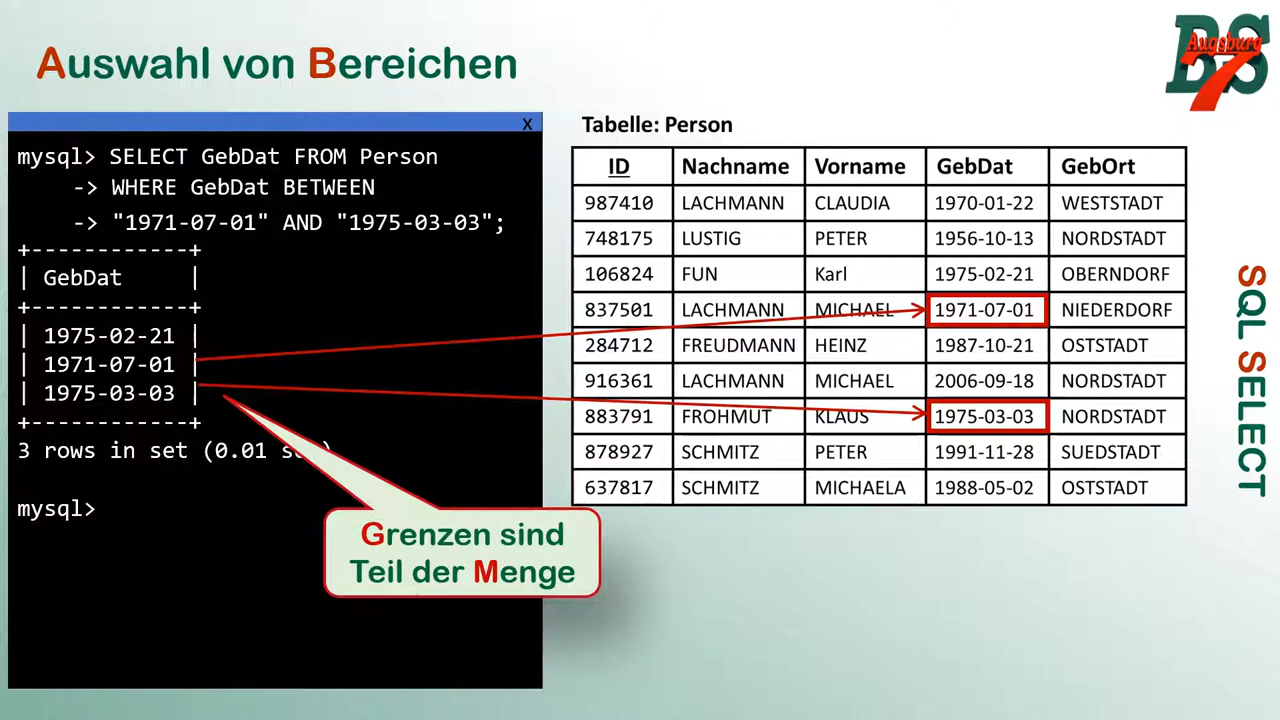 Auswahl von Bereichen
BS
Augsburg
7
X
mysql> SELECT GebDat FROM Person
-> WHERE GebDat BETWEEN
-> "1971-07-01" AND "1975-03-03";
+------------+
| GebDat |
+------------+
| 1975-02-21 |
| 1971-07-01 |
| 1975-03-03 |
+------------+
3 rows in set (0.01
mysql>
Grenzen sind
Teil der Menge
Tabelle: Person
ID Nachname Vorname GebDat GebOrt
987410 LACHMANN CLAUDIA 1970-01-22 WESTSTADT
748175 LUSTIG PETER 1956-10-13 NORDSTADT
106824 FUN Karl 1975-02-21 OBERNDORF
837501 LACHMANN MICHAEL 1971-07-01 NIEDERDORF
284712 FREUDMANN HEINZ 1987-10-21 OSTSTADT
916361 LACHMANN MICHAEL 2006-09-18 NORDSTADT
883791 FROHMUT KLAUS 1975-03-03 NORDSTADT
878927 SCHMITZ PETER 1991-11-28 SUEDSTADT
637817 SCHMITZ MICHAELA 1988-05-02 OSTSTADT
SQL SELECT